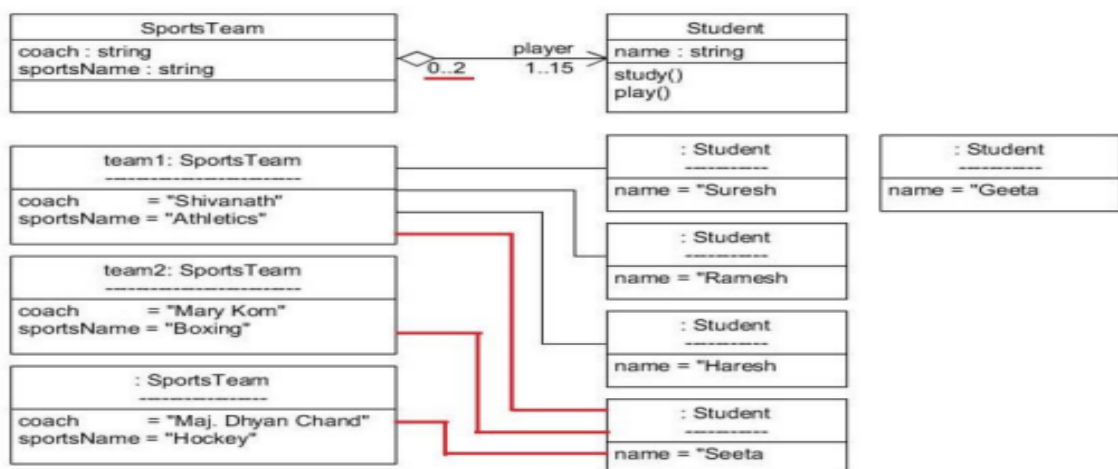 SportsTeam
coach : string
sportsName : string
0..2
player
1..15
Student
name : string
study()
play()
team1: SportsTeam
coach = "Shivanath"
sportsName = "Athletics"
: Student
name = "Suresh
: Student
name = "Geeta
: Student
name = "Ramesh
team2: SportsTeam
coach = "Mary Kom"
sportsName = "Boxing"
: Student
name = "Haresh
: SportsTeam
coach = "Maj. Dhyan Chand"
sportsName = "Hockey"
: Student
name = "Seeta